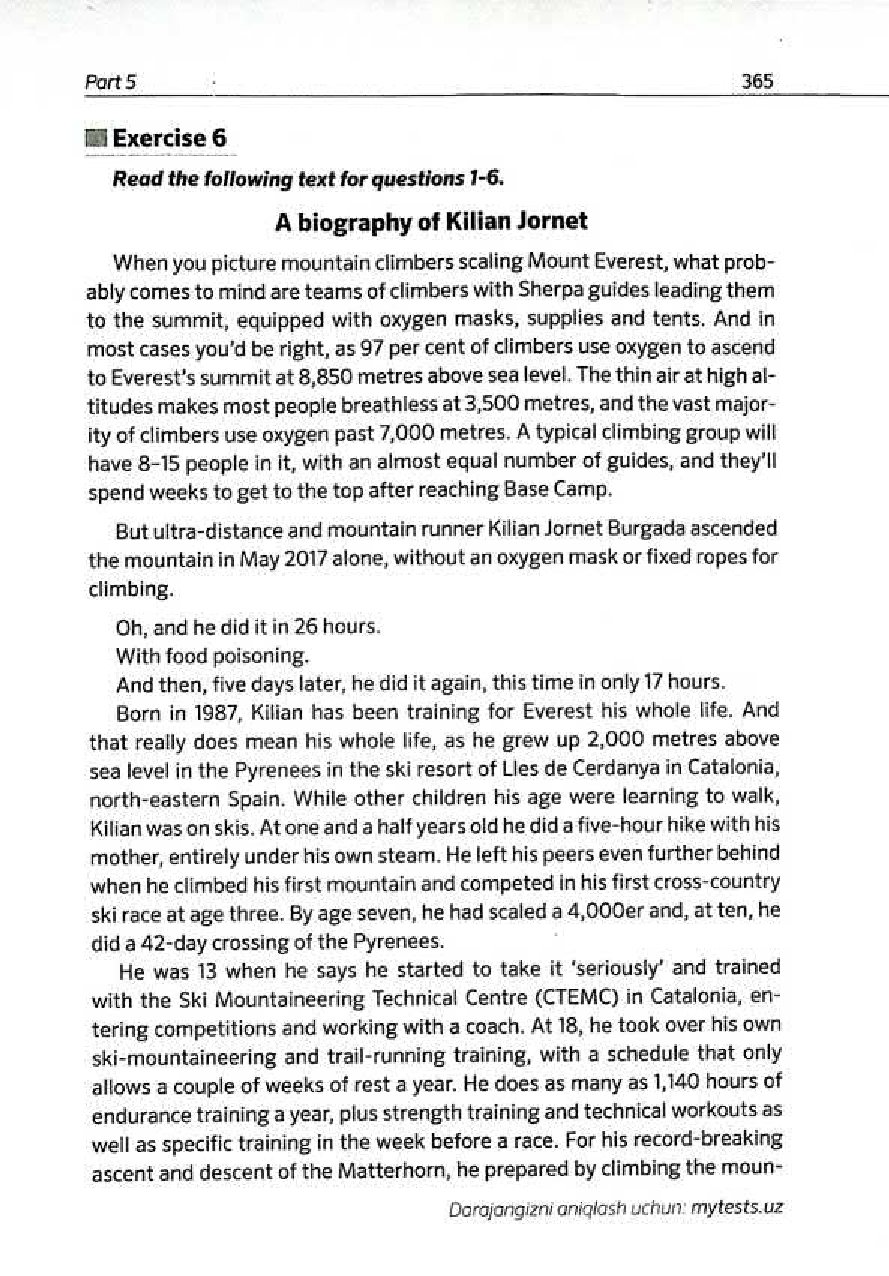 Part 5 365
Exercise 6
Read the following text for questions 1-6.
A biography of Kilian Jornet
When you picture mountain climbers scaling Mount Everest, what prob-
ably comes to mind are teams of climbers with Sherpa guides leading them
to the summit, equipped with oxygen masks, supplies and tents. And in
most cases you'd be right, as 97 per cent of climbers use oxygen to ascend
to Everest's summit at 8,850 metres above sea level. The thin air at high al-
titudes makes most people breathless at 3,500 metres, and the vast major-
ity of climbers use oxygen past 7,000 metres. A typical climbing group will
have 8–15 people in it, with an almost equal number of guides, and they'll
spend weeks to get to the top after reaching Base Camp.
But ultra-distance and mountain runner Kilian Jornet Burgada ascended
the mountain in May 2017 alone, without an oxygen mask or fixed ropes for
climbing.
Oh, and he did it in 26 hours.
With food poisoning.
And then, five days later, he did it again, this time in only 17 hours.
Born in 1987, Kilian has been training for Everest his whole life. And
that really does mean his whole life, as he grew up 2,000 metres above
sea level in the Pyrenees in the ski resort of Lles de Cerdanya in Catalonia,
north-eastern Spain. While other children his age were learning to walk,
Kilian was on skis. At one and a half years old he did a five-hour hike with his
mother, entirely under his own steam. He left his peers even further behind
when he climbed his first mountain and competed in his first cross-country
ski race at age three. By age seven, he had scaled a 4,000er and, at ten, he
did a 42-day crossing of the Pyrenees.
He was 13 when he says he started to take it 'seriously' and trained
with the Ski Mountaineering Technical Centre (CTEMC) in Catalonia, en-
tering competitions and working with a coach. At 18, he took over his own
ski-mountaineering and trail-running training, with a schedule that only
allows a couple of weeks of rest a year. He does as many as 1,140 hours of
endurance training a year, plus strength training and technical workouts as
well as specific training in the week before a race. For his record-breaking
ascent and descent of the Matterhorn, he prepared by climbing the moun-
Darajangizni aniqlash uchun: mytests.uz